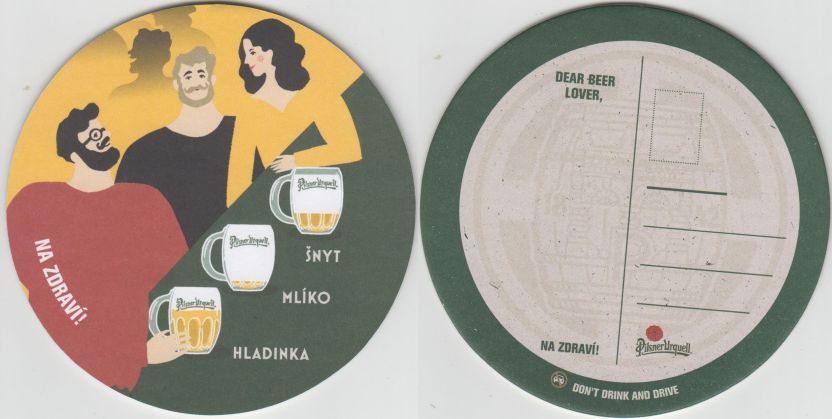 Pilsner Urquell
ŠNYT
Pilsner Urquell
MLÍKO
Pilsner Urquell
HLADINKA
NA ZDRAVÍ!
DEAR BEER
LOVER,
NA ZDRAVÍ!
Pilsner Urquell
DON'T DRINK AND DRIVE